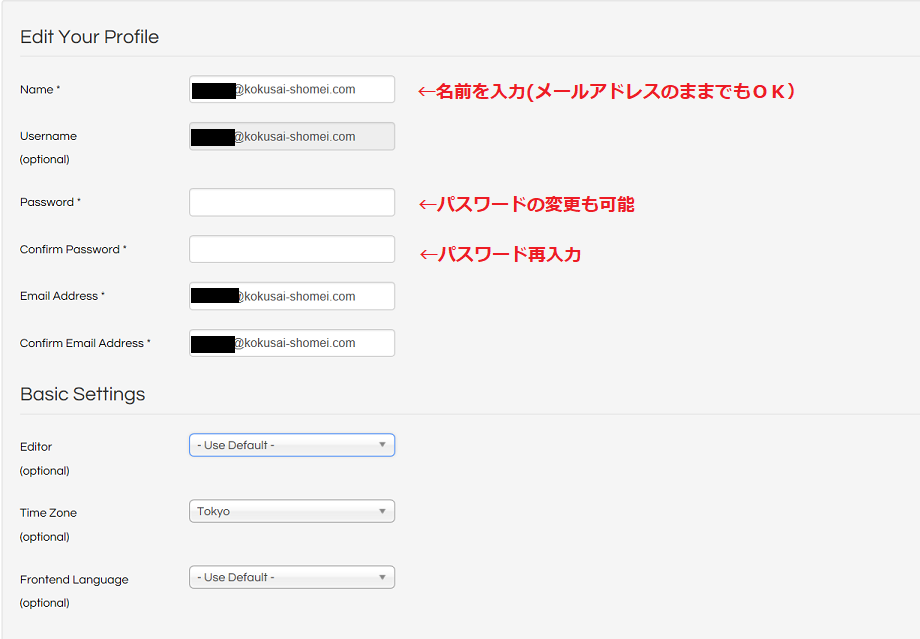 Edit Your Profile
Name *
@kokusai-shomei.com
←名前を入力(メールアドレスのままでもＯＫ）
Username
(optional)
@kokusai-shomei.com
Password *
←パスワードの変更も可能
Confirm Password *
←パスワード再入力
Email Address *
@kokusai-shomei.com
Confirm Email Address *
@kokusai-shomei.com
Basic Settings
Editor
(optional)
- Use Default -
Time Zone
(optional)
Tokyo
Frontend Language
(optional)
- Use Default -